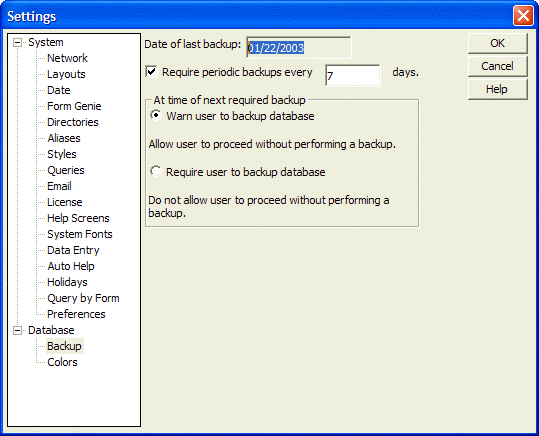 Settings
System
Network
Layouts
Date
Form Genie
Directories
Aliases
Styles
Queries
Email
License
Help Screens
System Fonts
Data Entry
Auto Help
Holidays
Query by Form
Preferences
Database
Backup
Colors
Date of last backup: 01/22/2003
Require periodic backups every 7 days.
At time of next required backup
Warn user to backup database
Allow user to proceed without performing a backup.
Require user to backup database
Do not allow user to proceed without performing a
backup.
OK
Cancel
Help